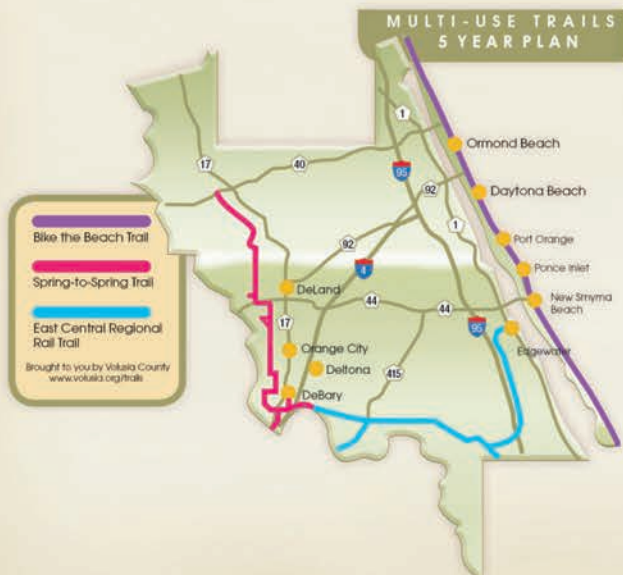 MULTI-USE TRAILS
5 YEAR PLAN
1
Ormond Beach
17
40
95
92
Daytona Beach
1
Bike the Beach Trail
Port Orange
92
4
Ponce Inlet
Spring-to-Spring Trail
DeLand
44
44
New Smyrna
Beach
East Central Regional
Rail Trail
17
95
Edgewater
Orange City
Brought to you by Volusia County
www.volusia.org/trails
Deltona
415
DeBary